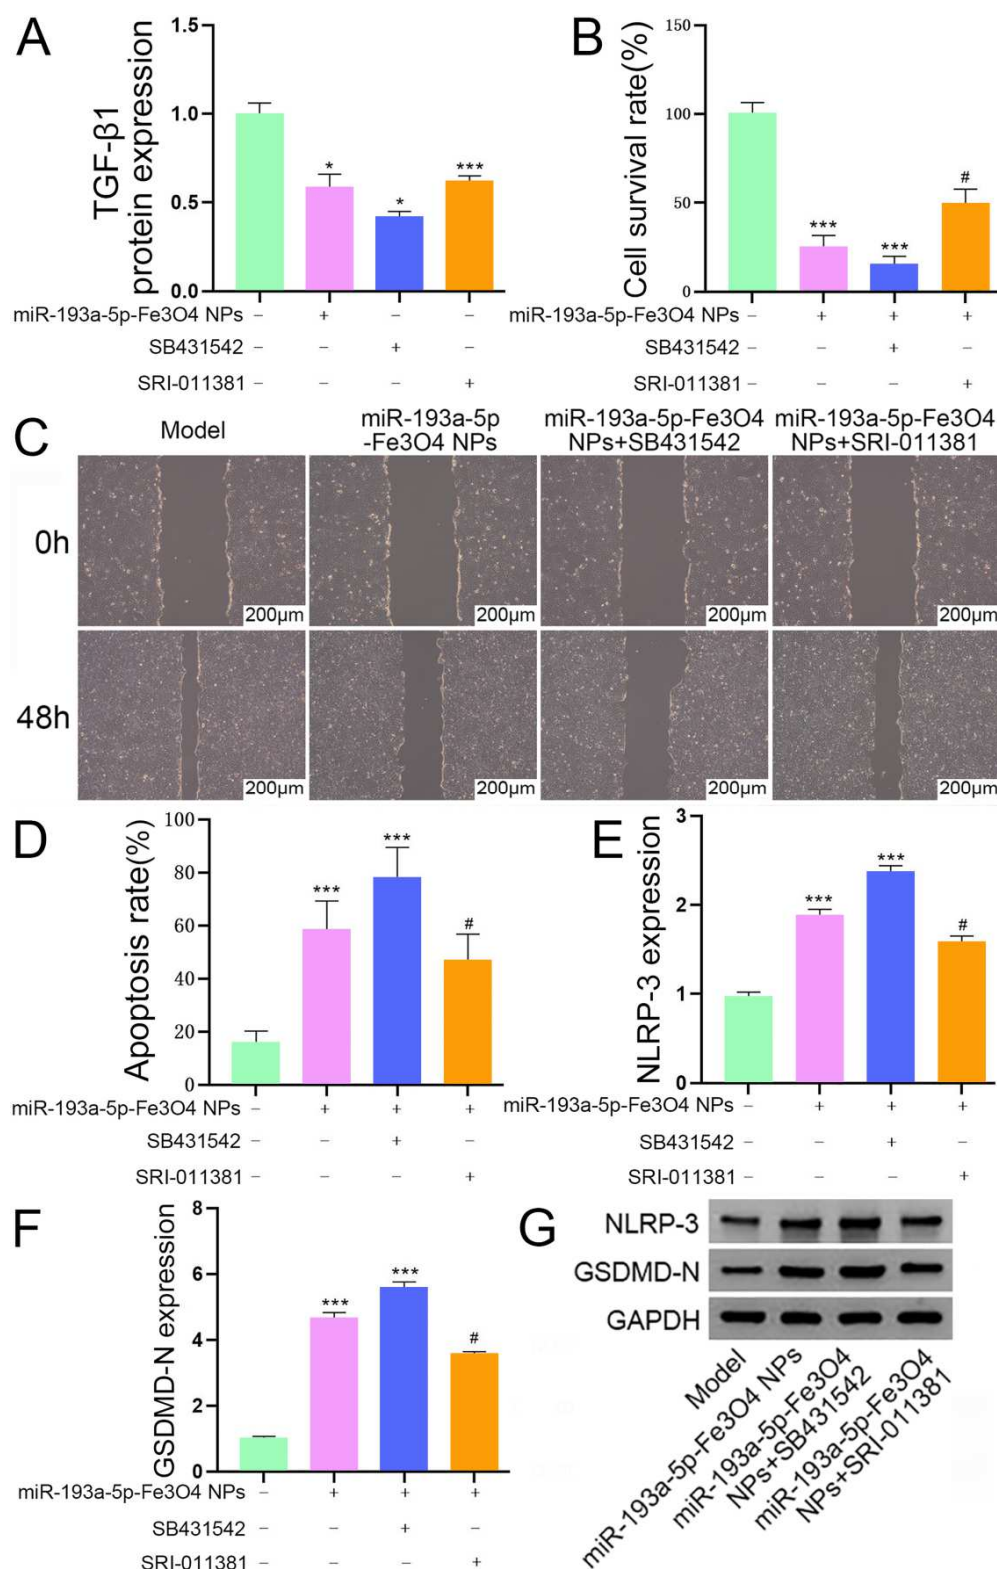 A
TGF-β1
protein expression
1.5
1.0
0.5
0.0
*
*
***
miR-193a-5p-Fe3O4 NPs – + – –
SB431542 – – + –
SRI-011381 – – – +
B
Cell survival rate(%)
150
100
50
0
***
***
#
miR-193a-5p-Fe3O4 NPs – + + +
SB431542 – – + –
SRI-011381 – – – +
C
Model
miR-193a-5p
-Fe3O4 NPs
miR-193a-5p-Fe3O4
NPs+SB431542
miR-193a-5p-Fe3O4
NPs+SRI-011381
0h
200μm
200μm
200μm
200μm
48h
200μm
200μm
200μm
200μm
D
Apoptosis rate(%)
100
80
60
40
20
0
***
***
#
miR-193a-5p-Fe3O4 NPs – + + +
SB431542 – – + –
SRI-011381 – – – +
E
NLRP-3 expression
3
2
1
0
***
***
#
miR-193a-5p-Fe3O4 NPs – + + +
SB431542 – – + –
SRI-011381 – – – +
F
GSDMD-N expression
8
6
4
2
0
***
***
#
miR-193a-5p-Fe3O4 NPs – + + +
SB431542 – – + –
SRI-011381 – – – +
G
NLRP-3
GSDMD-N
GAPDH
Model
miR-193a-5p-Fe3O4 NPs
miR-193a-5p-Fe3O4
NPs+SB431542
miR-193a-5p-Fe3O4
NPs+SRI-011381